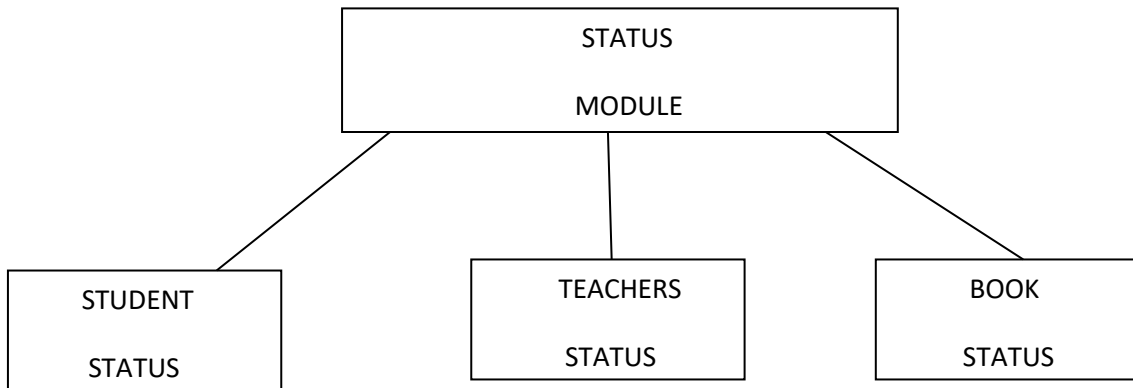 STATUS
MODULE
STUDENT
STATUS
TEACHERS
STATUS
BOOK
STATUS